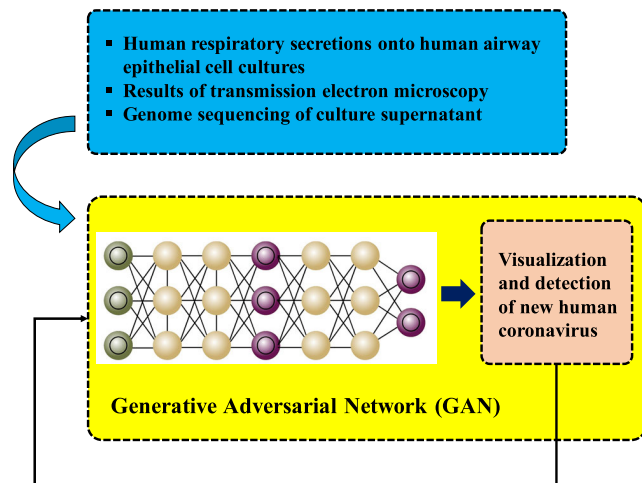 ▪ Human respiratory secretions onto human airway
epithelial cell cultures
▪ Results of transmission electron microscopy
▪ Genome sequencing of culture supernatant
Visualization
and detection
of new human
coronavirus
Generative Adversarial Network (GAN)